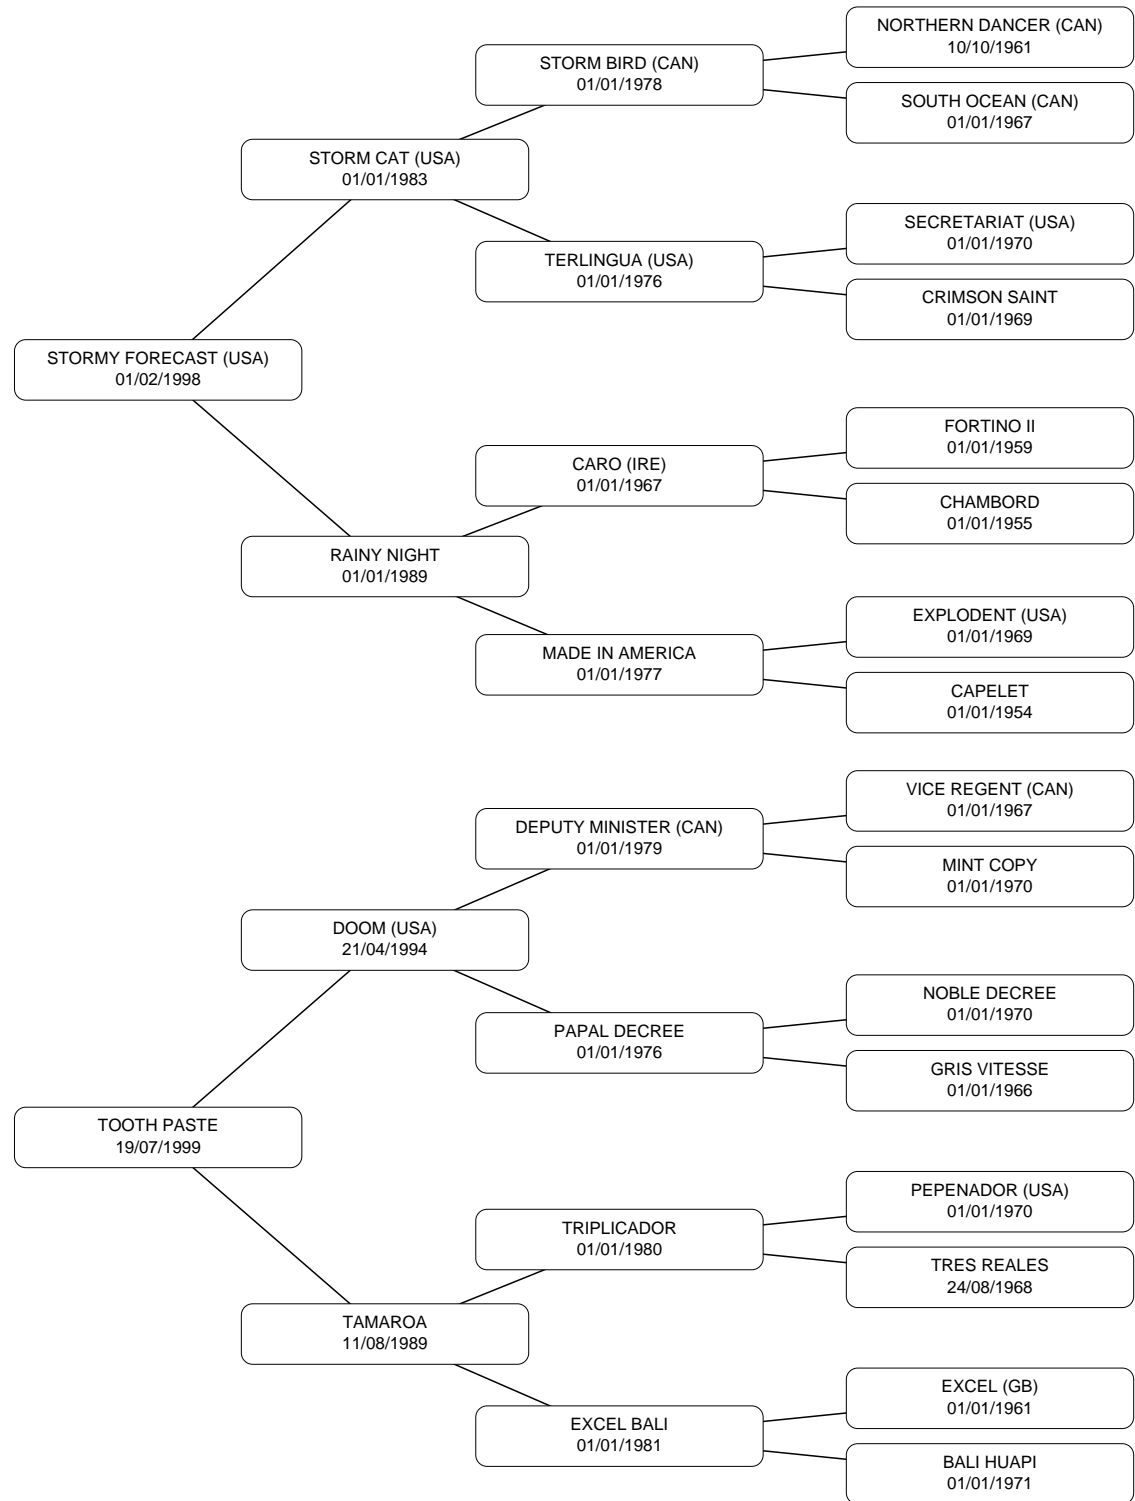 NORTHERN DANCER (CAN)
10/10/1961
STORM BIRD (CAN)
01/01/1978
SOUTH OCEAN (CAN)
01/01/1967
STORM CAT (USA)
01/01/1983
SECRETARIAT (USA)
01/01/1970
TERLINGUA (USA)
01/01/1976
CRIMSON SAINT
01/01/1969
STORMY FORECAST (USA)
01/02/1998
FORTINO II
01/01/1959
CARO (IRE)
01/01/1967
CHAMBORD
01/01/1955
RAINY NIGHT
01/01/1989
EXPLODENT (USA)
01/01/1969
MADE IN AMERICA
01/01/1977
CAPELET
01/01/1954
VICE REGENT (CAN)
01/01/1967
DEPUTY MINISTER (CAN)
01/01/1979
MINT COPY
01/01/1970
DOOM (USA)
21/04/1994
NOBLE DECREE
01/01/1970
PAPAL DECREE
01/01/1976
GRIS VITESSE
01/01/1966
TOOTH PASTE
19/07/1999
PEPENADOR (USA)
01/01/1970
TRIPLICADOR
01/01/1980
TRES REALES
24/08/1968
TAMAROA
11/08/1989
EXCEL (GB)
01/01/1961
EXCEL BALI
01/01/1981
BALI HUAPI
01/01/1971